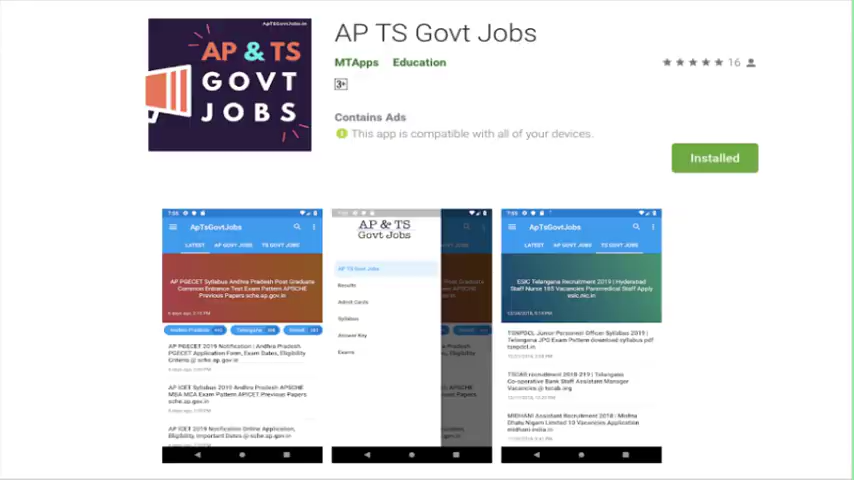 ApTSGovtJobs.in
AP & TS
GOVT
JOBS
AP TS Govt Jobs
MTApps Education
16
3+
Contains Ads
This app is compatible with all of your devices.
Installed
ApTsGovtJobs
LATEST AP GOVT JOBS TS GOVT JOBS
AP PGECET Syllabus Andhra Pradesh Post Graduate
Common Entrance Test Exam Pattern APSCHE
Previous Papers sche.ap.gov.in
Andhra Pradesh
Telangana
AP PGECET 2019 Notification | Andhra Pradesh
PGECET Application Form, Exam Dates, Eligibility
Criteria @ sche.ap.gov.in
AP ICET Syllabus 2019 Andhra Pradesh APSCHE
MBA MCA Exam Pattern APICET Previous Papers
sche.ap.gov.in
AP ICET 2019 Notification Online Application,
Eligibility, Important Dates @ sche.ap.gov.in
AP & TS
Govt Jobs
AP TS Govt Jobs
Results
Admit Cards
Syllabus
Answer Key
Exams
ApTsGovtJobs
LATEST AP GOVT JOBS TS GOVT JOBS
ESIC Telangana Recruitment 2019 | Hyderabad
Staff Nurse 185 Vacancies Paramedical Staff Apply
esic.nic.in
TSNPDCL Junior Personnel Officer Syllabus 2019 |
Telangana JPO Exam Pattern download syllabus pdf
tsnpdcl.in
TSCAB recruitment 2018-219 | Telangana
Co-operative Bank Staff Assistant Manager
Vacancies @ tscab.org
MIDHANI Assistant Recruitment 2018 : Mishra
Dhatu Nigam Limited 10 Vacancies Application
midhani.in